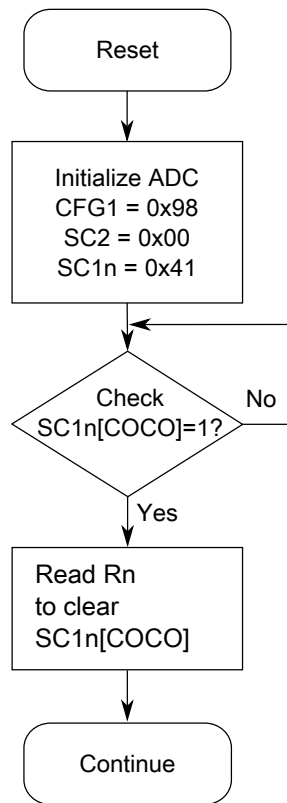 Reset
Initialize ADC
CFG1 = 0x98
SC2 = 0x00
SC1n = 0x41
Check
SC1n[COCO]=1?
No
Yes
Read Rn
to clear
SC1n[COCO]
Continue